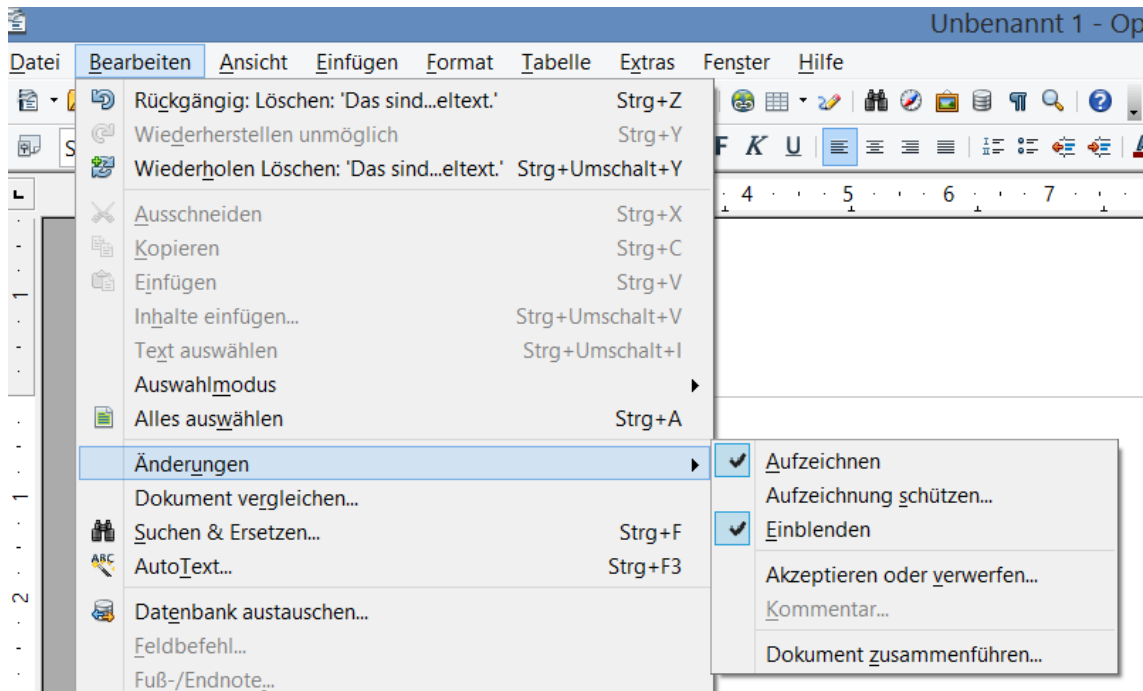 Unbenannt 1 - Op
Datei Bearbeiten Ansicht Einfügen Format Tabelle Extras Fenster Hilfe
Rückgängig: Löschen: 'Das sind...eltext.' Strg+Z
Wiederherstellen unmöglich Strg+Y
F K U
Wiederholen Löschen: 'Das sind...eltext.' Strg+Umschalt+Y
4 5 6 7
Ausschneiden Strg+X
Kopieren Strg+C
Einfügen Strg+V
1
Inhalte einfügen... Strg+Umschalt+V
Text auswählen Strg+Umschalt+I
Auswahlmodus
Alles auswählen Strg+A
Änderungen
Aufzeichnen
Dokument vergleichen...
Aufzeichnung schützen...
1
Suchen & Ersetzen... Strg+F
Einblenden
ABC
AutoText... Strg+F3
Akzeptieren oder verwerfen...
2
Datenbank austauschen...
Kommentar...
Feldbefehl...
Dokument zusammenführen...
Fuß-/Endnote...